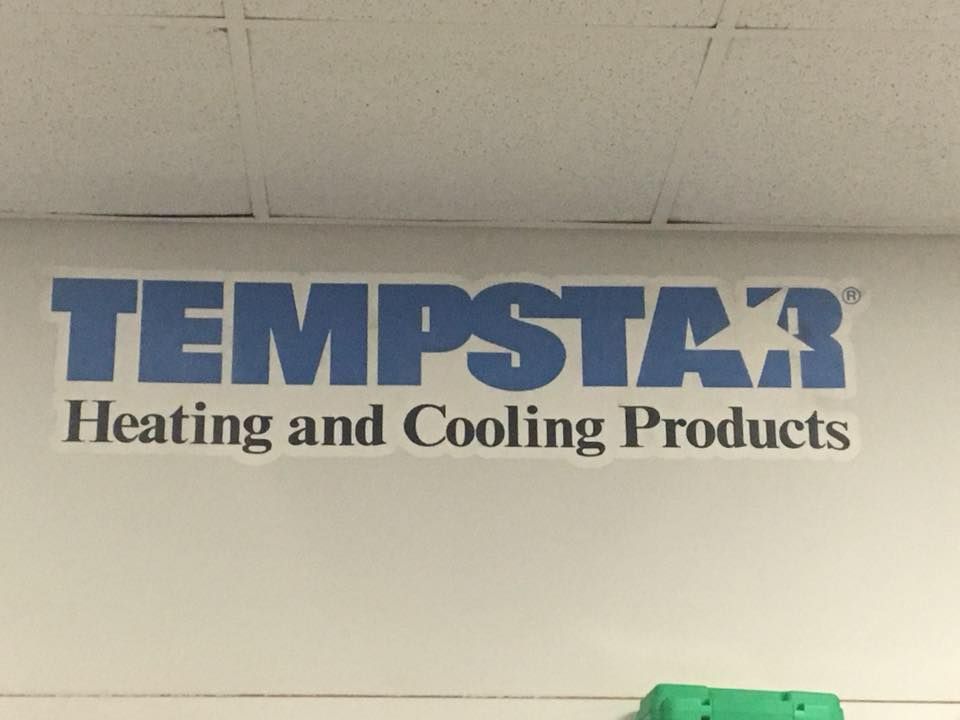 TEMPSTAR®
Heating and Cooling Products